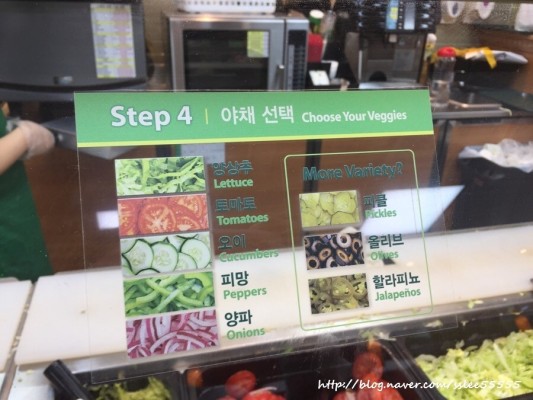 Step 4 | 야채 선택 Choose Your Veggies
양상추
Lettuce
토마토
Tomatoes
오이
Cucumbers
피망
Peppers
양파
Onions
More Variety?
피클
Pickles
올리브
Olives
할라피뇨
Jalapeños
http://blog.naver.com/sslee55555